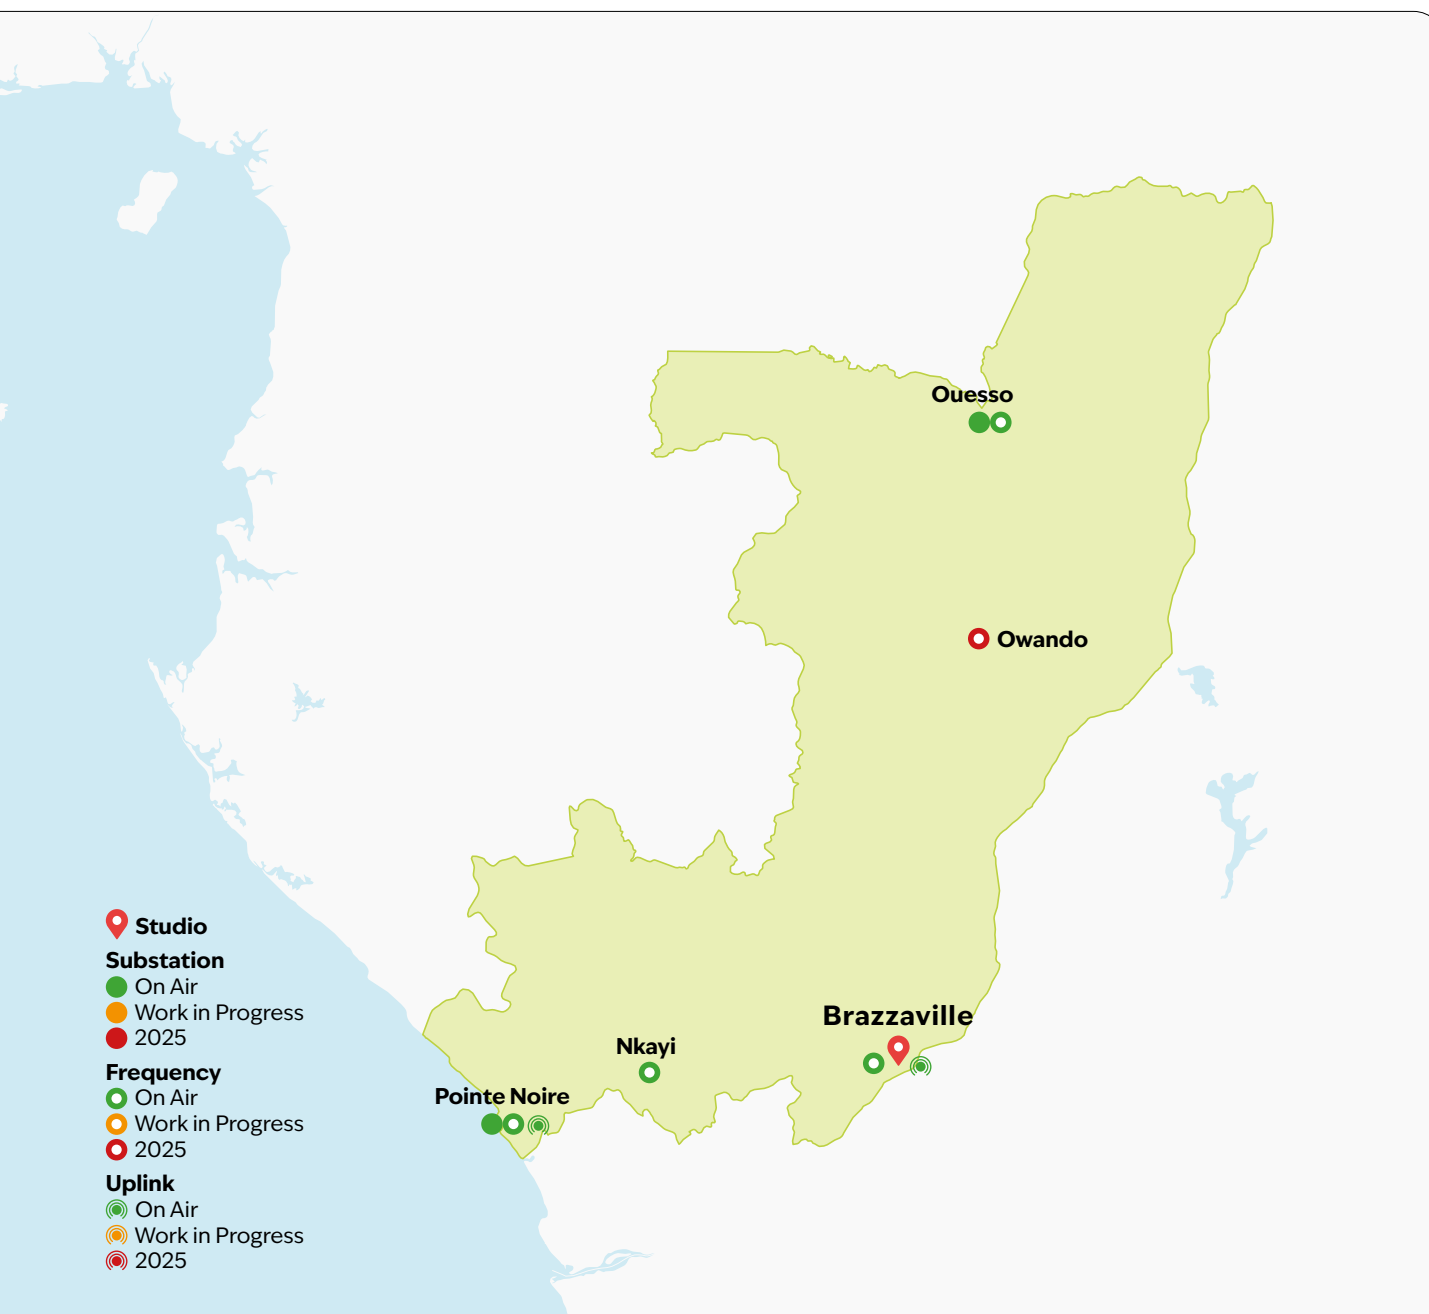 Ouesso
Owando
Brazzaville
Nkayi
Pointe Noire
Studio
Substation
On Air
Work in Progress
2025
Frequency
On Air
Work in Progress
2025
Uplink
On Air
Work in Progress
2025